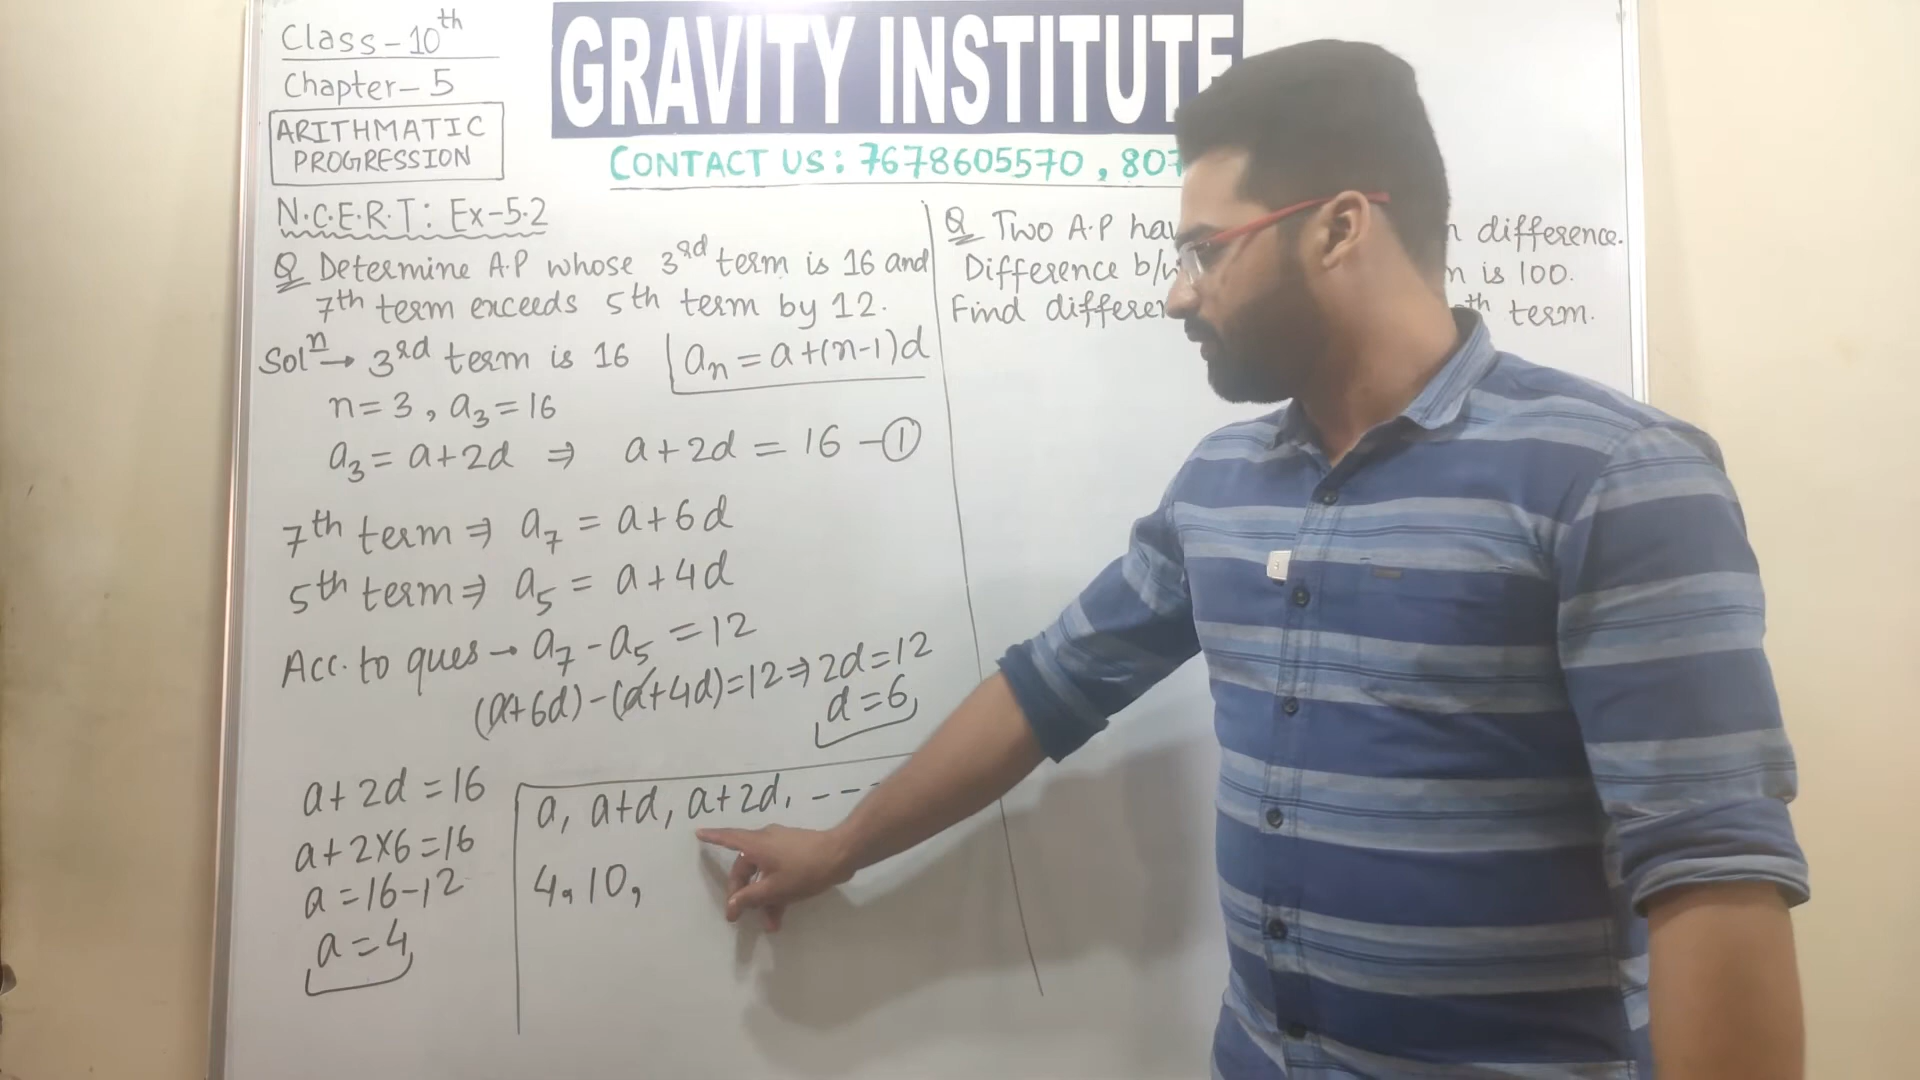 Class-10th
Chapter-5
ARITHMATIC
PROGRESSION
GRAVITY INSTITUTE
CONTACT US: 7678605570, 807
N.C.E.R.T: Ex-5.2
Q Determine A.P whose 3rd term is 16 and
7th term exceeds 5th term by 12.
Soln → 3rd term is 16
an = a+(n-1)d
n=3, a3=16
a3 = a+2d ⇒ a+2d = 16 -①
7th term ⇒ a7 = a+6d
5th term ⇒ a5 = a+4d
Acc. to ques → a7 - a5 = 12
(a+6d)-(a+4d)=12 ⇒ 2d=12
d=6
a+2d=16
a+2×6=16
a=16-12
a=4
a, a+d, a+2d, ---
4, 10,
Q Two A.P difference.
Difference is 100.
Find term.